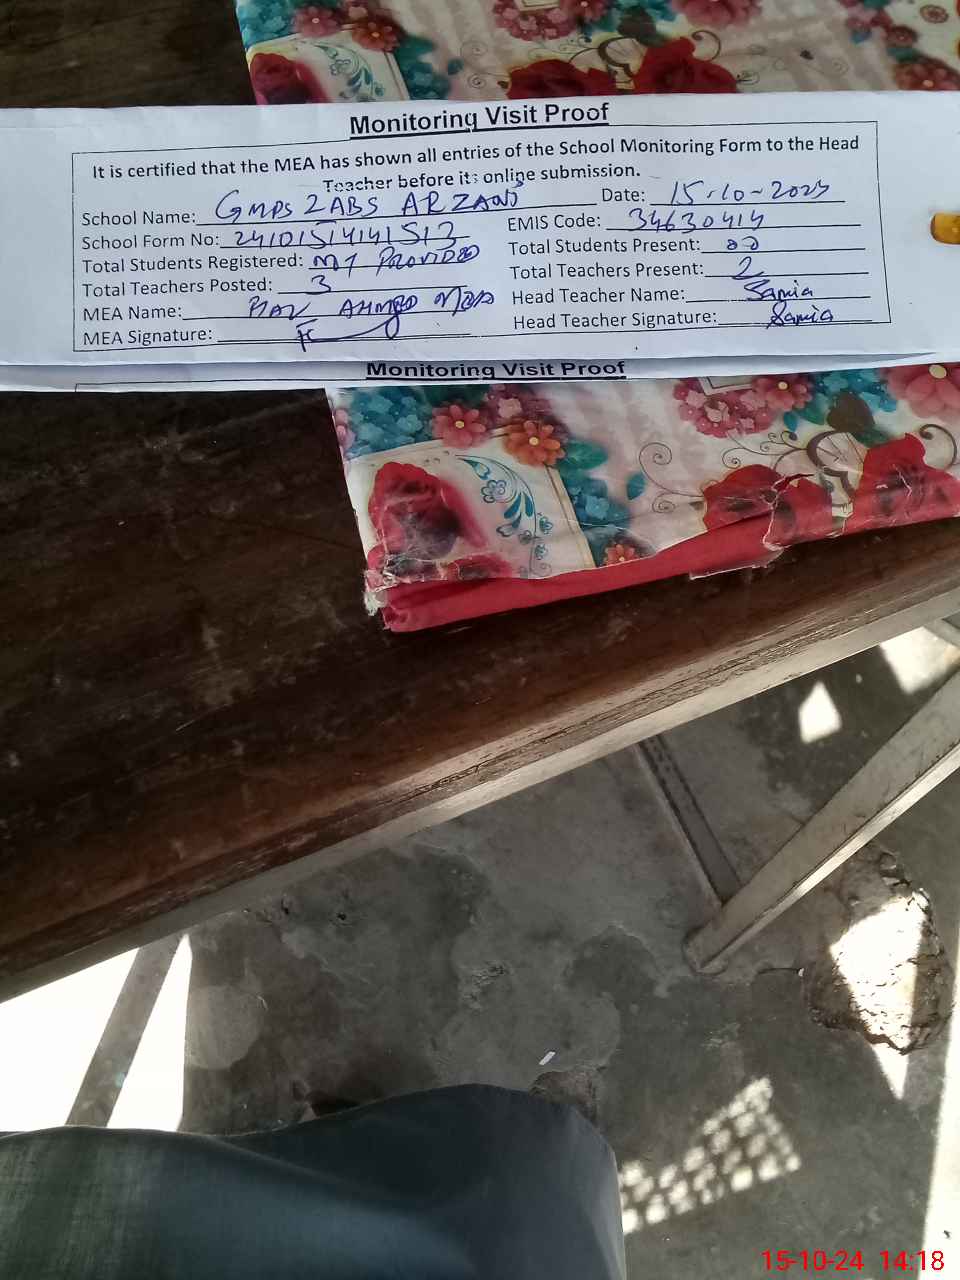 Monitoring Visit Proof
It is certified that the MEA has shown all entries of the School Monitoring Form to the Head
Teacher before its online submission.
School Name: GMPS ZABS ARZANI Date: 15-10-2024
School Form No: EMIS Code: 34630414
Total Students Registered: Total Students Present: 00
Total Teachers Posted: 3 Total Teachers Present: 2
MEA Name: AHMED Head Teacher Name: Samia
MEA Signature: Head Teacher Signature: Samia
Monitoring Visit Proof
15-10-24 14:18